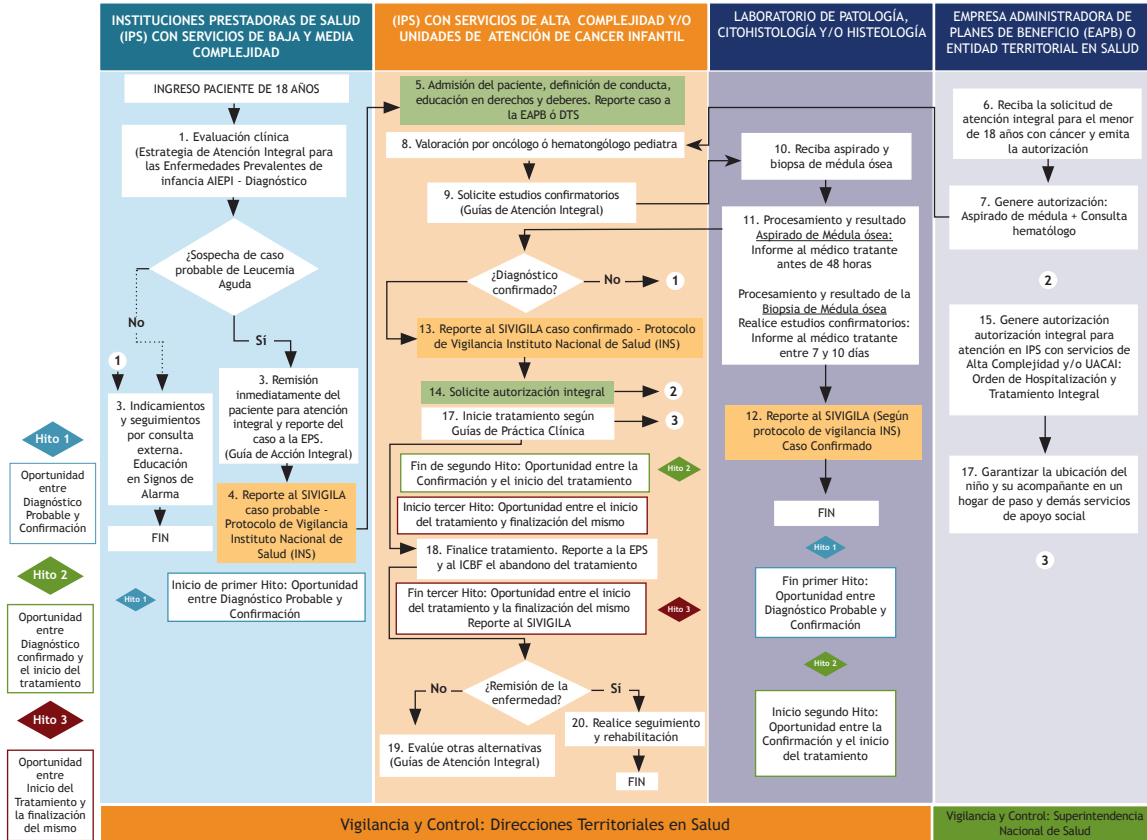 INSTITUCIONES PRESTADORAS DE SALUD
(IPS) CON SERVICIOS DE BAJA Y MEDIA
COMPLEJIDAD
INGRESO PACIENTE DE 18 AÑOS
1. Evaluación clínica
(Estrategia de Atención Integral para
las Enfermedades Prevalentes de
infancia AIEPI - Diagnóstico
¿Sospecha de caso
probable de Leucemia
Aguda
No
Sí
1
3. Indicamientos
y seguimientos
por consulta
externa.
Educación
en Signos de
Alarma
FIN
3. Remisión
inmediatamente del
paciente para atención
integral y reporte del
caso a la EPS.
(Guía de Acción Integral)
4. Reporte al SIVIGILA
caso probable -
Protocolo de Vigilancia
Instituto Nacional de
Salud (INS)
Hito 1
Inicio de primer Hito: Oportunidad
entre Diagnóstico Probable y
Confirmación
Hito 1
Oportunidad
entre
Diagnóstico
Probable y
Confirmación
Hito 2
Oportunidad
entre
Diagnóstico
confirmado y
el inicio del
tratamiento
Hito 3
Oportunidad
entre
Inicio del
Tratamiento y
la finalización
del mismo
(IPS) CON SERVICIOS DE ALTA COMPLEJIDAD Y/O
UNIDADES DE ATENCIÓN DE CANCER INFANTIL
5. Admisión del paciente, definición de conducta,
educación en derechos y deberes. Reporte caso a
la EAPB ó DTS
8. Valoración por oncólogo ó hematongólogo pediatra
9. Solicite estudios confirmatorios
(Guías de Atención Integral)
¿Diagnóstico
confirmado?
No
1
13. Reporte al SIVIGILA caso confirmado - Protocolo
de Vigilancia Instituto Nacional de Salud (INS)
14. Solicite autorización integral
2
17. Inicie tratamiento según
Guías de Práctica Clínica
3
Fin de segundo Hito: Oportunidad entre la
Confirmación y el inicio del tratamiento
Hito 2
Inicio tercer Hito: Oportunidad entre el inicio
del tratamiento y finalización del mismo
18. Finalice tratamiento. Reporte a la EPS
y al ICBF el abandono del tratamiento
Fin tercer Hito: Oportunidad entre el inicio
del tratamiento y la finalización del mismo
Reporte al SIVIGILA
Hito 3
¿Remisión de la
enfermedad?
No
Sí
19. Evalúe otras alternativas
(Guías de Atención Integral)
20. Realice seguimiento
y rehabilitación
FIN
LABORATORIO DE PATOLOGÍA,
CITOHISTOLOGÍA Y/O HISTEOLOGÍA
10. Reciba aspirado y
biopsa de médula ósea
11. Procesamiento y resultado
Aspirado de Médula ósea:
Informe al médico tratante
antes de 48 horas
Procesamiento y resultado de la
Biopsia de Médula ósea
Realice estudios confirmatorios:
Informe al médico tratante
entre 7 y 10 días
12. Reporte al SIVIGILA (Según
protocolo de vigilancia INS)
Caso Confirmado
FIN
Hito 1
Fin primer Hito:
Oportunidad entre
Diagnóstico Probable y
Confirmación
Hito 2
Inicio segundo Hito:
Oportunidad entre la
Confirmación y el inicio
del tratamiento
EMPRESA ADMINISTRADORA DE
PLANES DE BENEFICIO (EAPB) O
ENTIDAD TERRITORIAL EN SALUD
6. Reciba la solicitud de
atención integral para el menor
de 18 años con cáncer y emita
la autorización
7. Genere autorización:
Aspirado de médula + Consulta
hematólogo
2
15. Genere autorización
autorización integral para
atención en IPS con servicios de
Alta Complejidad y/o UACAI:
Orden de Hospitalización y
Tratamiento Integral
17. Garantizar la ubicación del
niño y su acompañante en un
hogar de paso y demás servicios
de apoyo social
3
Vigilancia y Control: Direcciones Territoriales en Salud
Vigilancia y Control: Superintendencia
Nacional de Salud